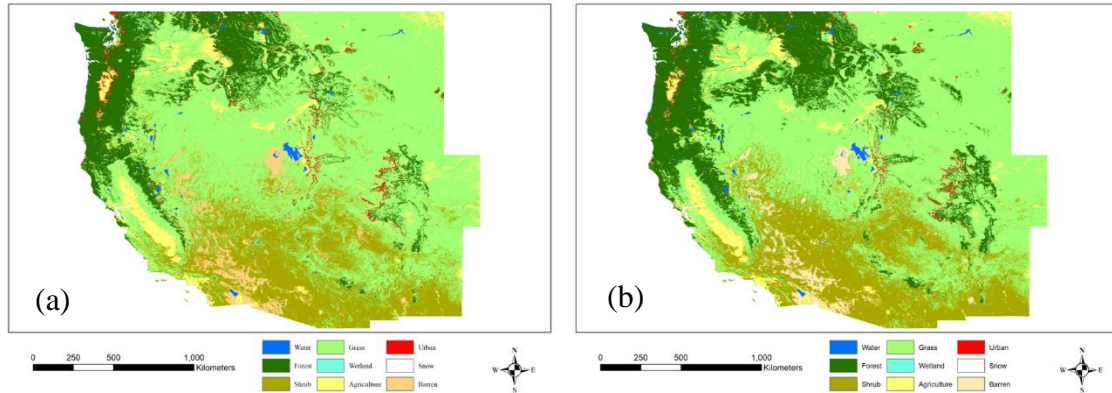 (a)
0 250 500 1,000
Kilometers
Water Grass Urban
Forest Wetland Snow
Shrub Agriculture Barren
N
W E
S
(b)
0 250 500 1,000
Kilometers
Water Grass Urban
Forest Wetland Snow
Shrub Agriculture Barren
N
W E
S